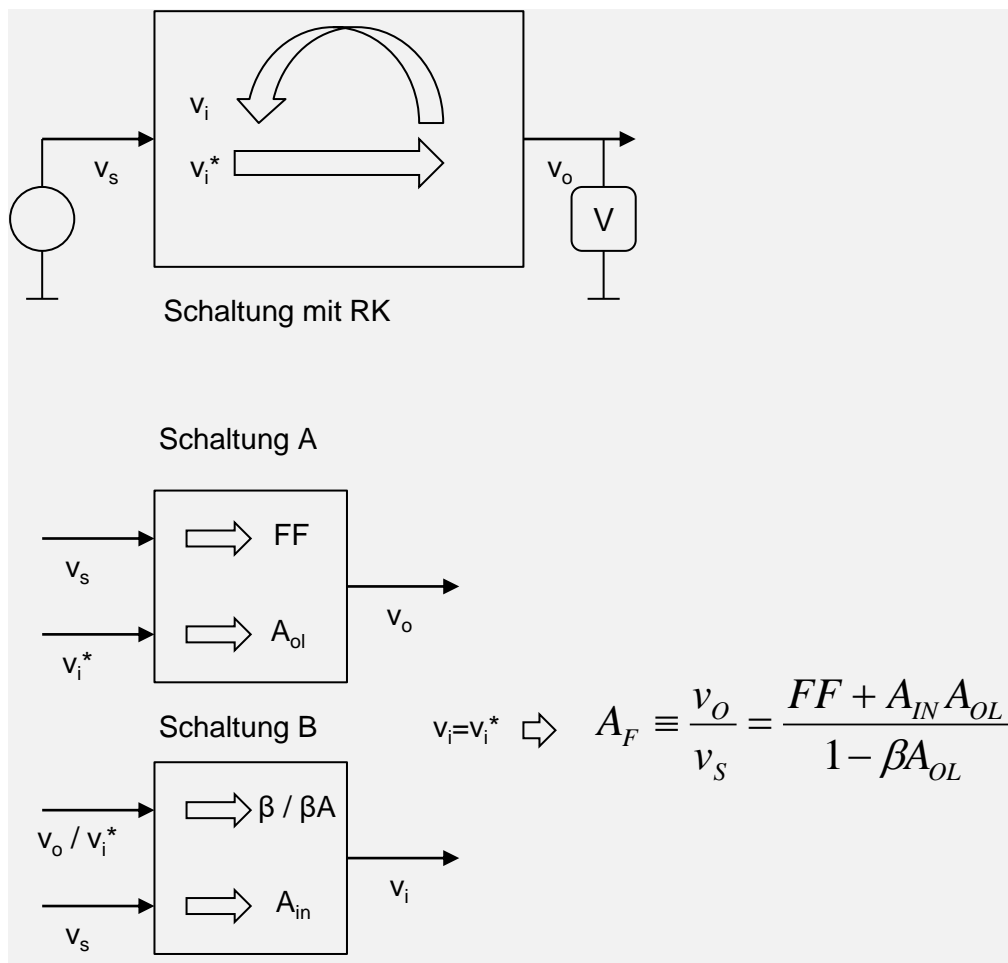 v_i
v_s
v_i*
v_o
V
Schaltung mit RK
Schaltung A
FF
v_s
v_o
A_ol
v_i*
Schaltung B
v_i=v_i* ⇨ A_F ≡ v_O/v_S = (FF + A_IN A_OL)/(1 − βA_OL)
β / βA
v_o / v_i*
v_i
A_in
v_s